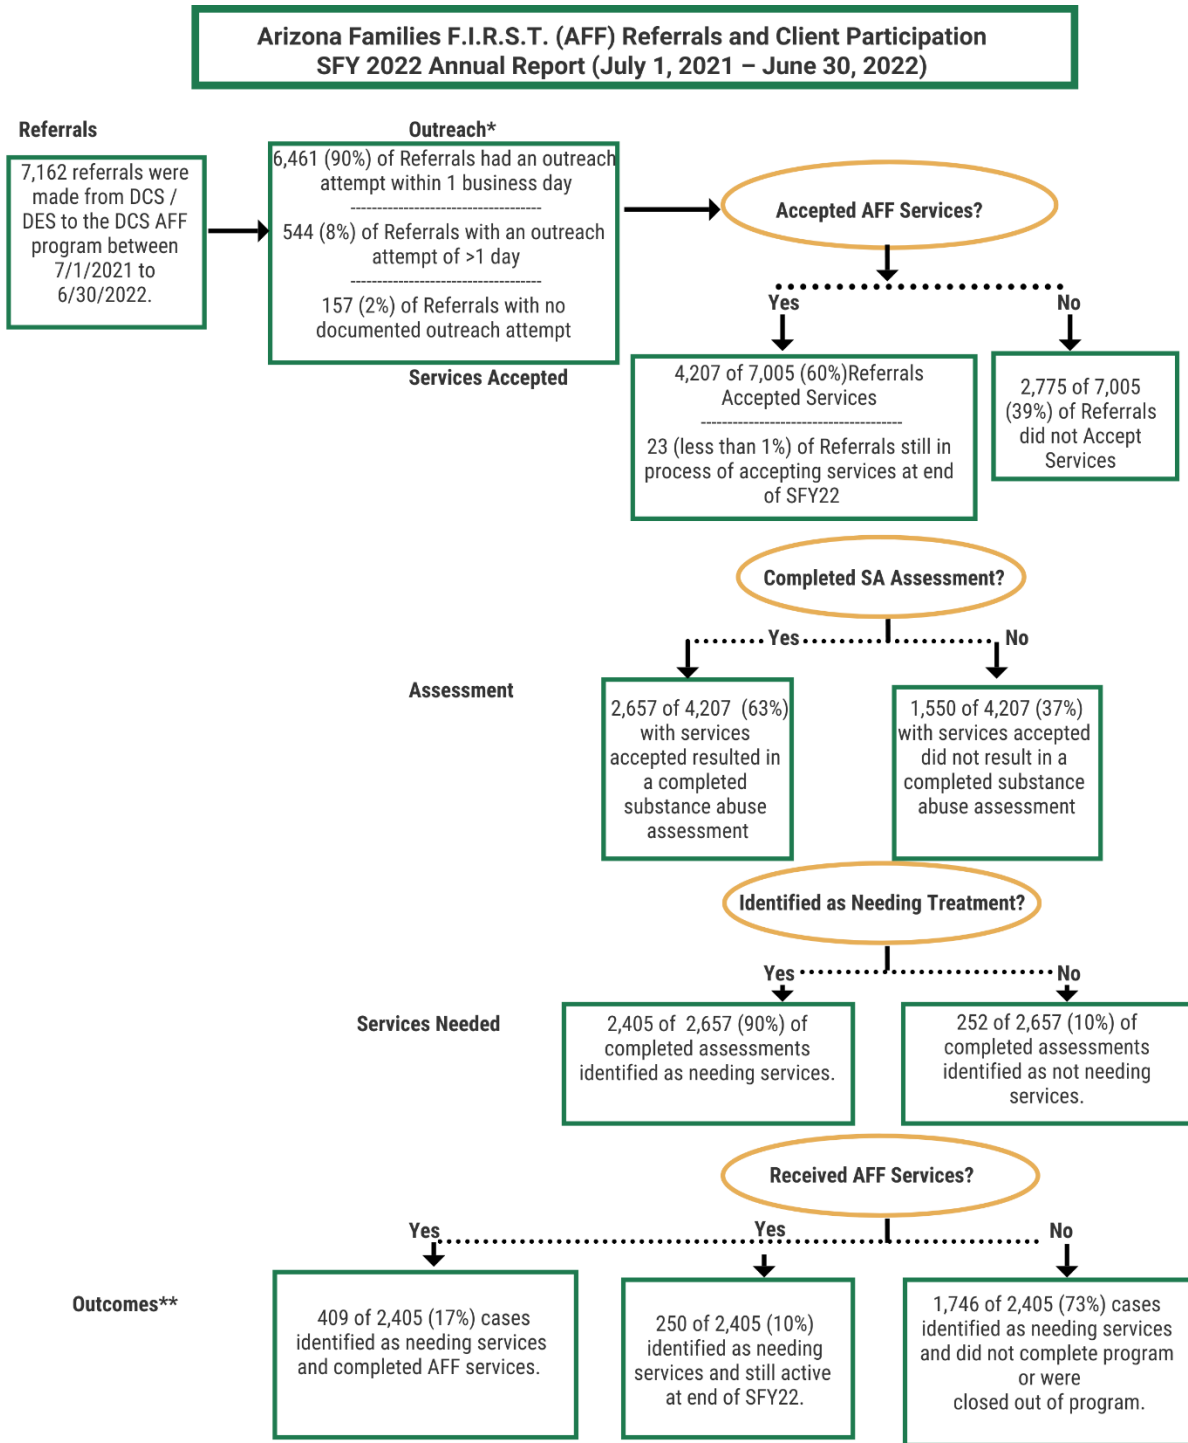 Arizona Families F.I.R.S.T. (AFF) Referrals and Client Participation
SFY 2022 Annual Report (July 1, 2021 – June 30, 2022)
Referrals
7,162 referrals were
made from DCS /
DES to the DCS AFF
program between
7/1/2021 to
6/30/2022.
Outreach*
6,461 (90%) of Referrals had an outreach
attempt within 1 business day
------------------------------------
544 (8%) of Referrals with an outreach
attempt of >1 day
------------------------------------
157 (2%) of Referrals with no
documented outreach attempt
Accepted AFF Services?
Yes
No
Services Accepted
4,207 of 7,005 (60%)Referrals
Accepted Services
--------------------------------------
23 (less than 1%) of Referrals still in
process of accepting services at end
of SFY22
2,775 of 7,005
(39%) of Referrals
did not Accept
Services
Completed SA Assessment?
Yes
No
Assessment
2,657 of 4,207 (63%)
with services
accepted resulted in
a completed
substance abuse
assessment
1,550 of 4,207 (37%)
with services accepted
did not result in a
completed substance
abuse assessment
Identified as Needing Treatment?
Yes
No
Services Needed
2,405 of 2,657 (90%) of
completed assessments
identified as needing services.
252 of 2,657 (10%) of
completed assessments
identified as not needing
services.
Received AFF Services?
Yes
Yes
No
Outcomes**
409 of 2,405 (17%) cases
identified as needing services
and completed AFF services.
250 of 2,405 (10%)
identified as needing
services and still active
at end of SFY22.
1,746 of 2,405 (73%) cases
identified as needing services
and did not complete program
or were
closed out of program.